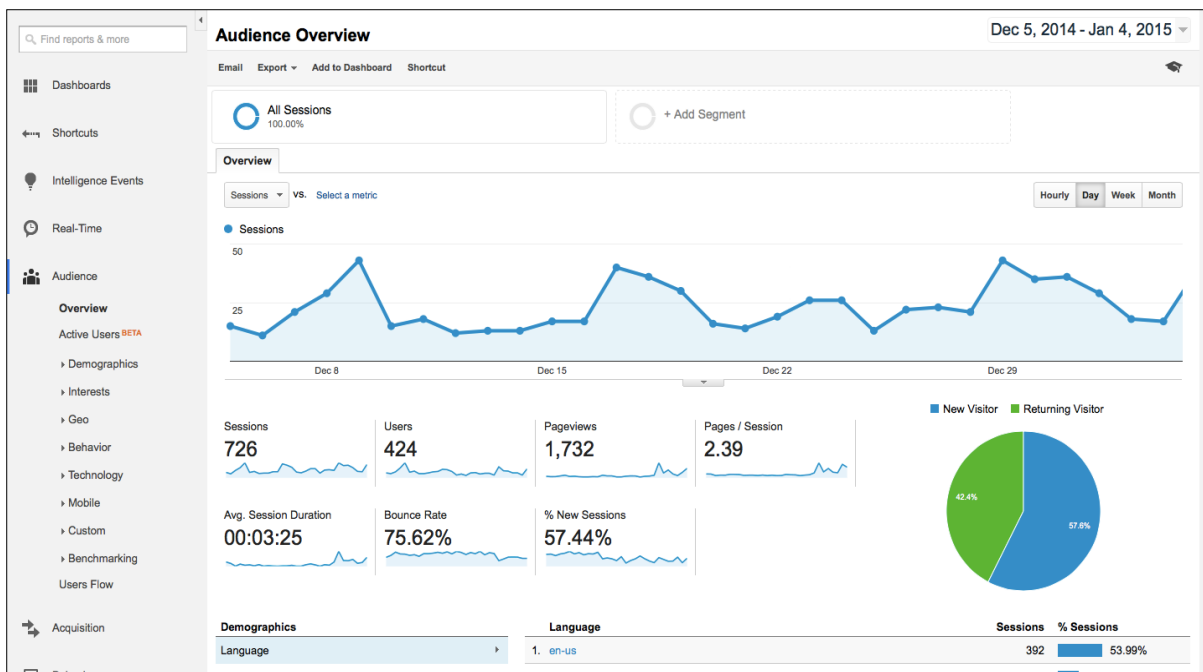 Find reports & more
Audience Overview
Dec 5, 2014 - Jan 4, 2015
Email Export Add to Dashboard Shortcut
Dashboards
Shortcuts
Intelligence Events
Real-Time
Audience
Overview
Active Users BETA
Demographics
Interests
Geo
Behavior
Technology
Mobile
Custom
Benchmarking
Users Flow
Acquisition
All Sessions
100.00%
+ Add Segment
Overview
Sessions VS. Select a metric
Hourly Day Week Month
Sessions
50
25
Dec 8 Dec 15 Dec 22 Dec 29
New Visitor Returning Visitor
Sessions
726
Users
424
Pageviews
1,732
Pages / Session
2.39
Avg. Session Duration
00:03:25
Bounce Rate
75.62%
% New Sessions
57.44%
42.4%
57.6%
Demographics
Language
Language Sessions % Sessions
1. en-us 392 53.99%